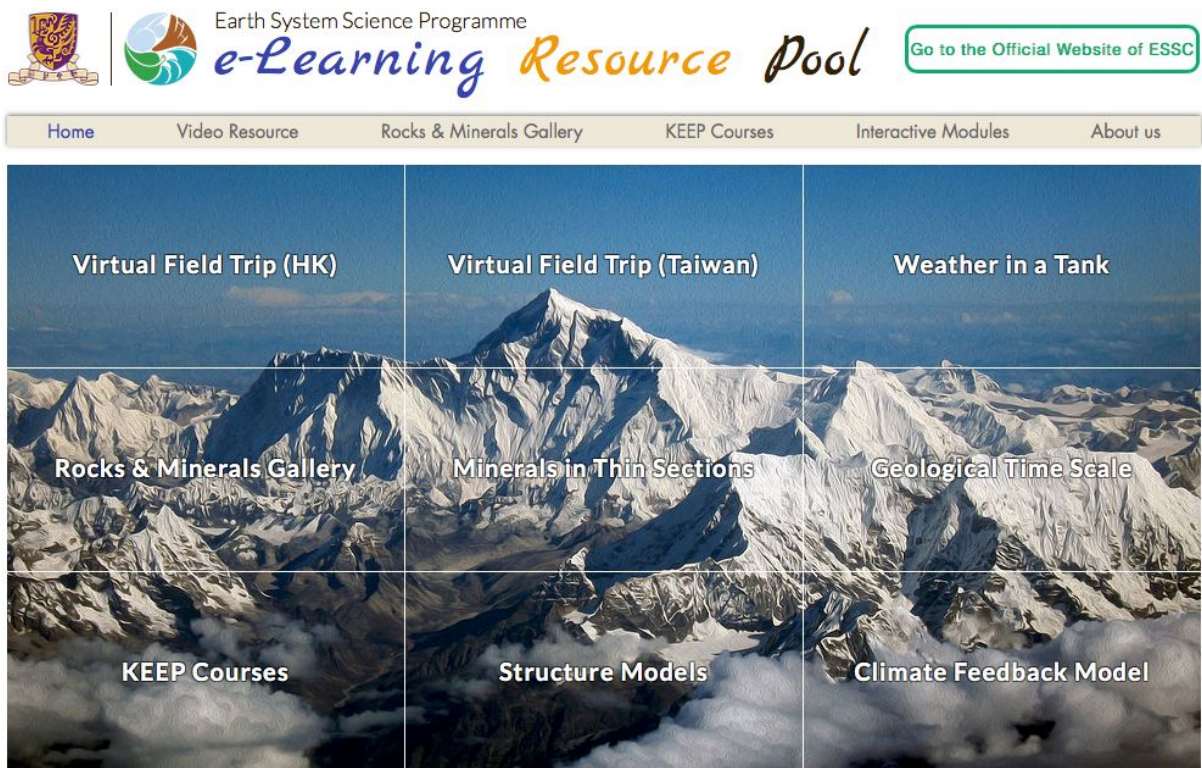 Earth System Science Programme
e-Learning Resource Pool
Go to the Official Website of ESSC
Home Video Resource Rocks & Minerals Gallery KEEP Courses Interactive Modules About us
Virtual Field Trip (HK) Virtual Field Trip (Taiwan) Weather in a Tank
Rocks & Minerals Gallery Minerals in Thin Sections Geological Time Scale
KEEP Courses Structure Models Climate Feedback Model